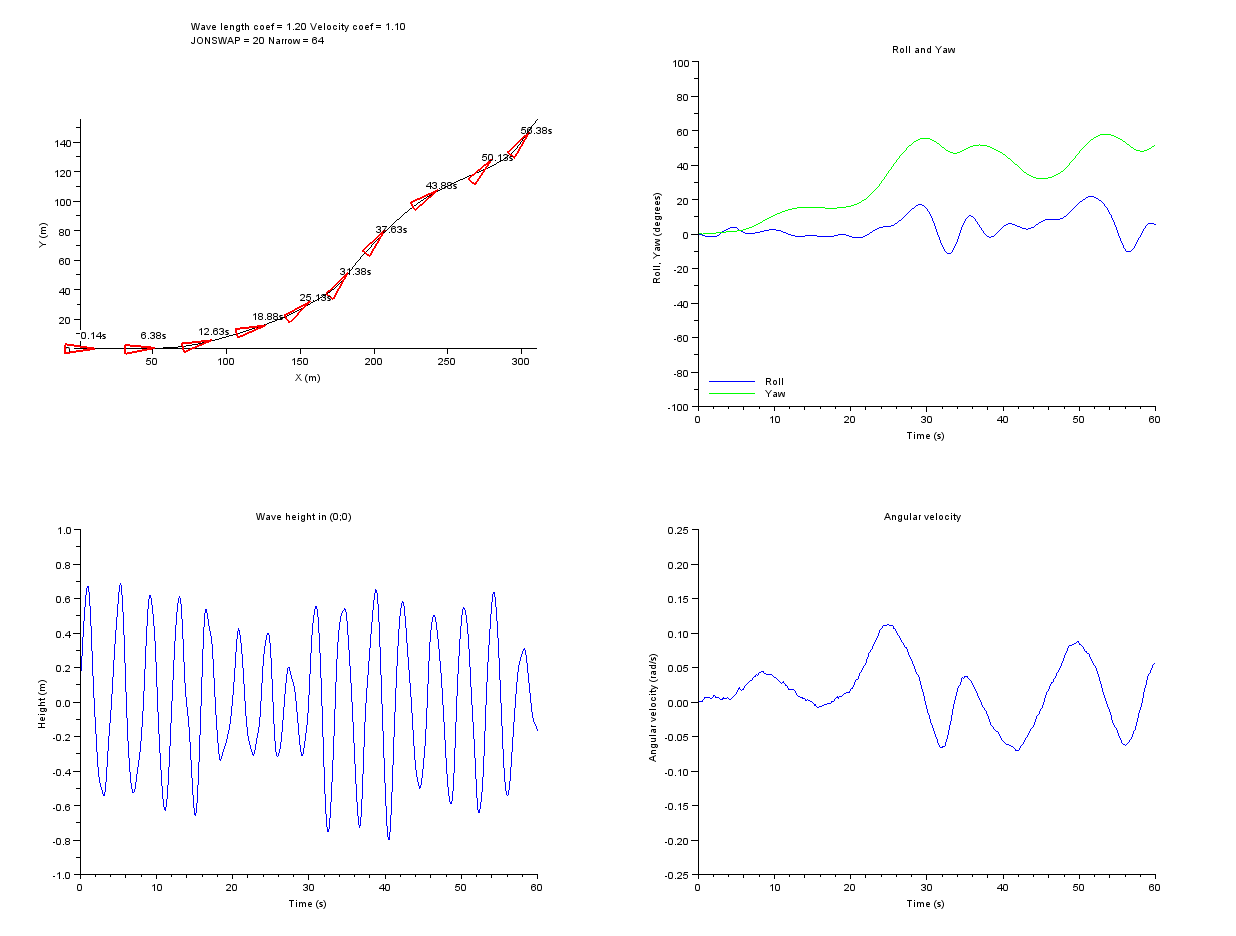 Wave length coef = 1.20 Velocity coef = 1.10
JONSWAP = 20 Narrow = 64
Y (m)
140
120
100
80
60
40
20
0.14s
6.38s
12.63s
18.88s
25.13s
31.38s
37.63s
43.88s
50.13s
56.38s
50
100
150
200
250
300
X (m)
Roll and Yaw
Roll, Yaw (degrees)
100
80
60
40
20
0
-20
-40
-60
-80
-100
Roll
Yaw
0
10
20
30
40
50
60
Time (s)
Wave height in (0;0)
Height (m)
1.0
0.8
0.6
0.4
0.2
0.0
-0.2
-0.4
-0.6
-0.8
-1.0
0
10
20
30
40
50
60
Time (s)
Angular velocity
Angular velocity (rad/s)
0.25
0.20
0.15
0.10
0.05
0.00
-0.05
-0.10
-0.15
-0.20
-0.25
0
10
20
30
40
50
60
Time (s)